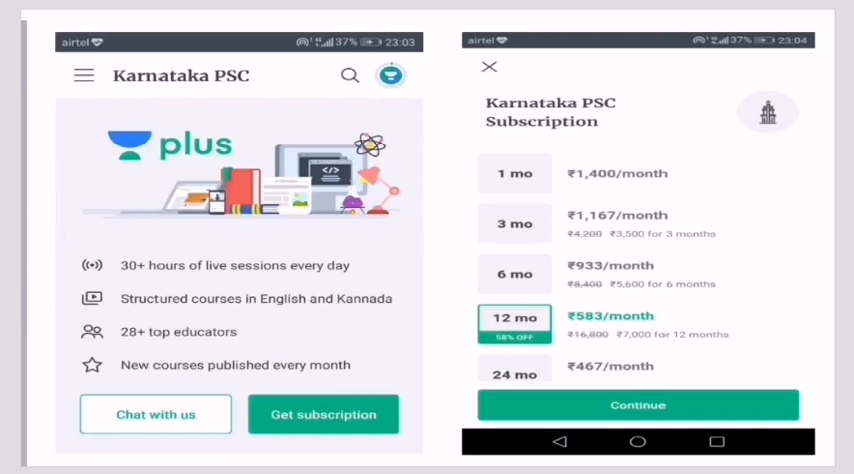 airtel 37% 23:03
Karnataka PSC
plus
</>
30+ hours of live sessions every day
Structured courses in English and Kannada
28+ top educators
New courses published every month
Chat with us
Get subscription
airtel 37% 23:04
Karnataka PSC
Subscription
1 mo ₹1,400/month
3 mo ₹1,167/month
₹4,200 ₹3,500 for 3 months
6 mo ₹933/month
₹8,400 ₹5,600 for 6 months
12 mo ₹583/month
58% OFF ₹16,800 ₹7,000 for 12 months
24 mo ₹467/month
Continue